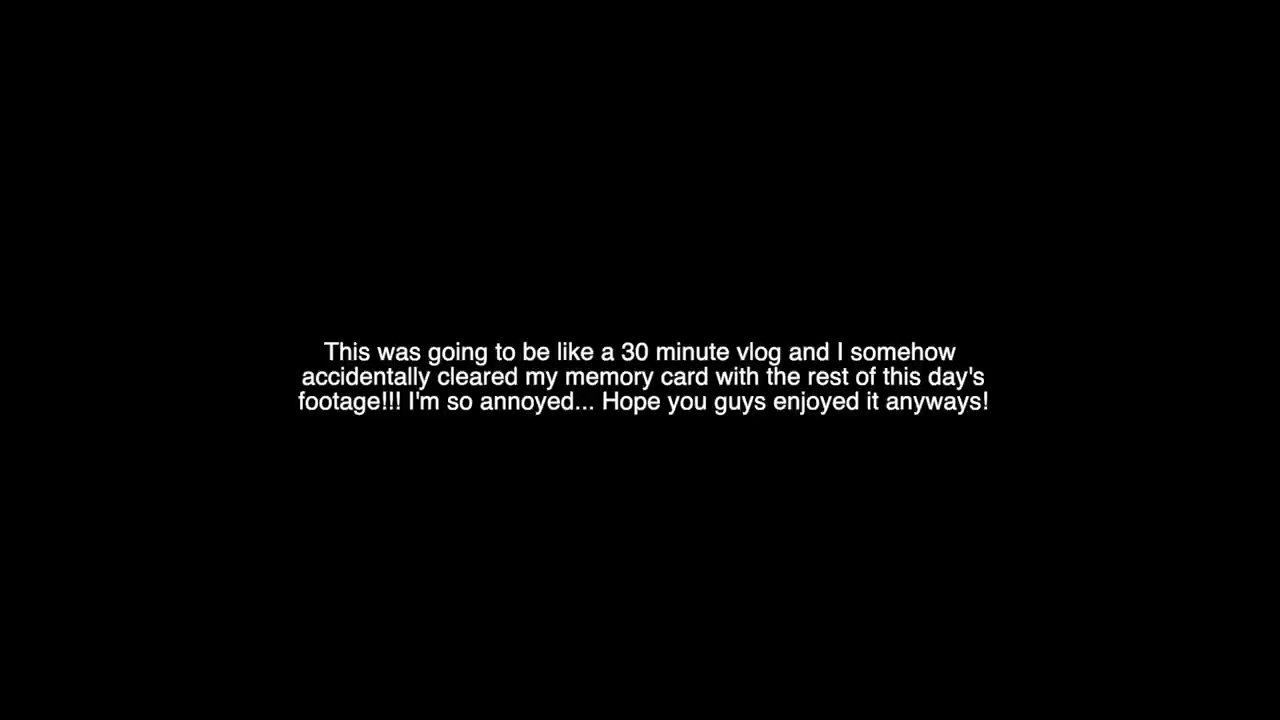 This was going to be like a 30 minute vlog and I somehow
accidentally cleared my memory card with the rest of this day's
footage!!! I'm so annoyed... Hope you guys enjoyed it anyways!